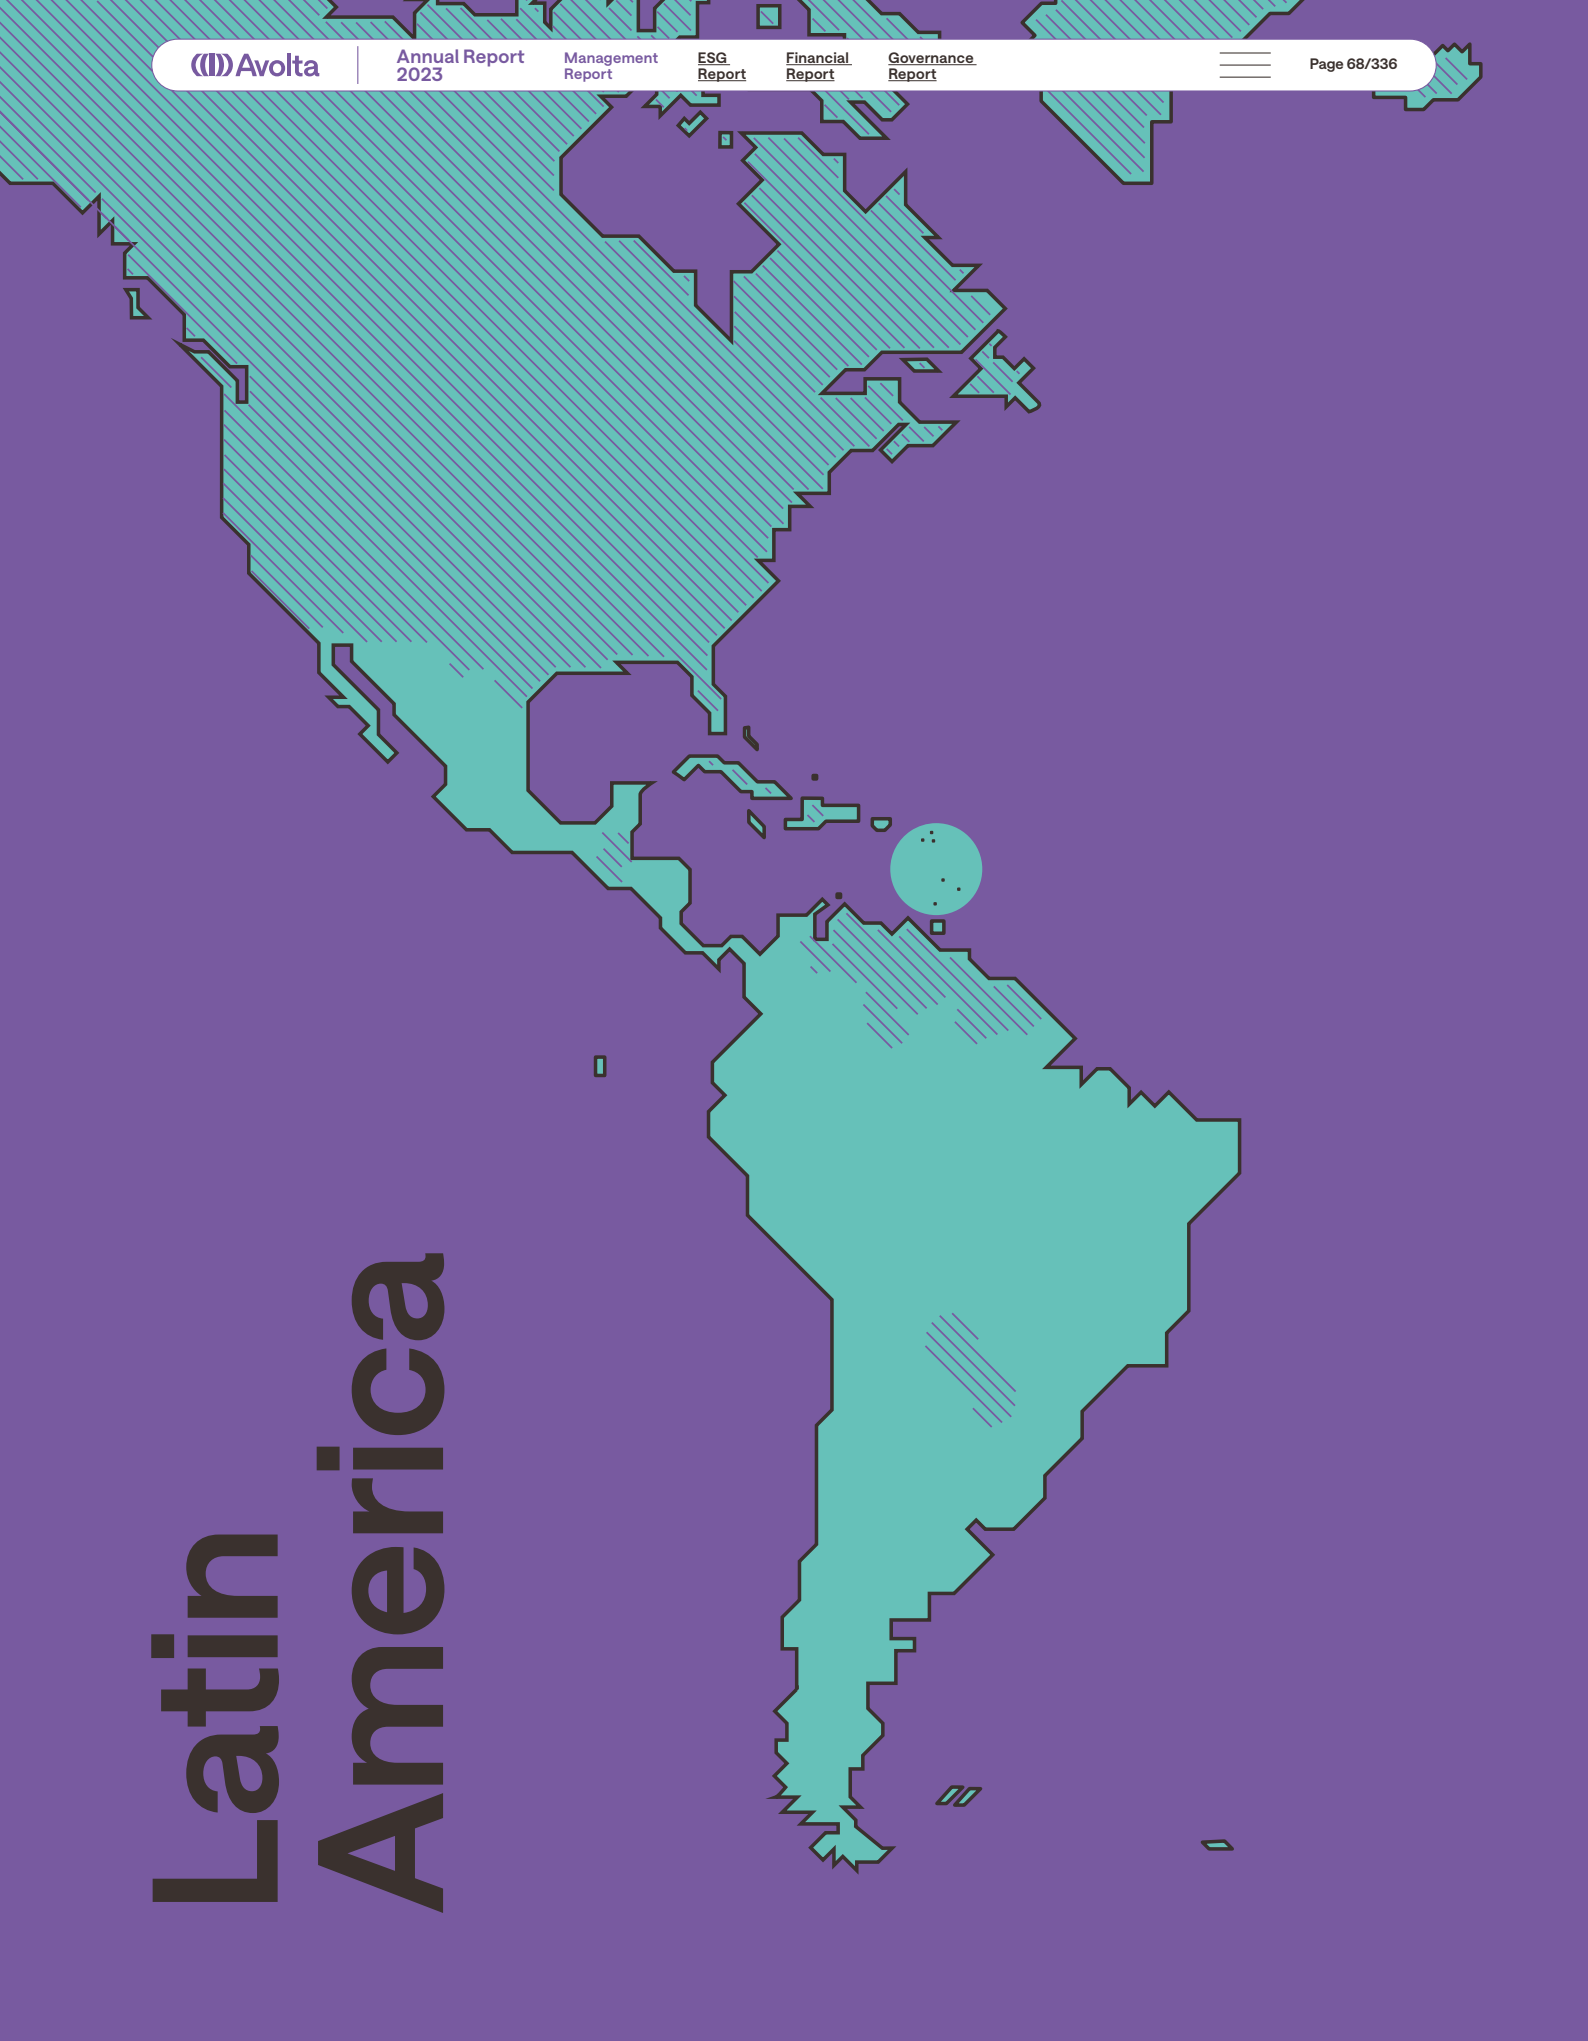 Avolta
Annual Report
2023
Management
Report
ESG
Report
Financial
Report
Governance
Report
Page 68/336
Latin
America